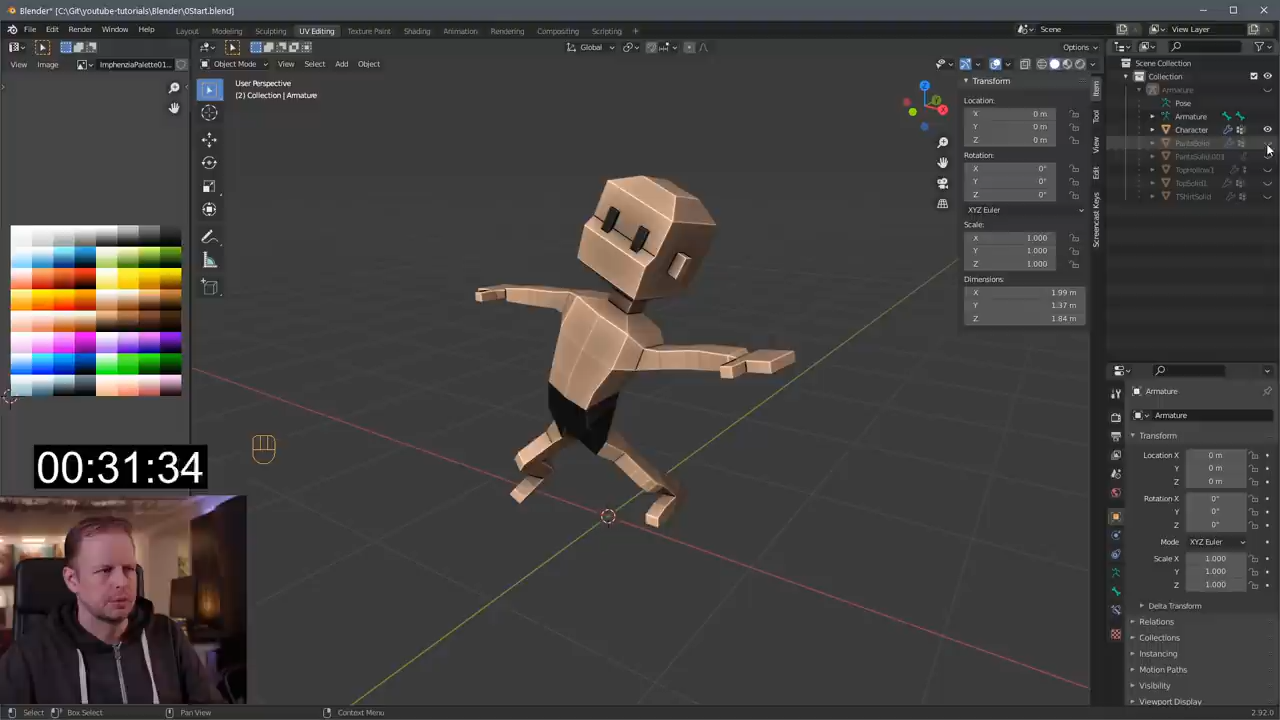 Blender* [C:\Git\youtube-tutorials\Blender\0Start.blend]
File Edit Render Window Help Layout Modeling Sculpting UV Editing Texture Paint Shading Animation Rendering Compositing Scripting Scene View Layer
Global Options
View Image ImphenziaPalette01... Object Mode View Select Add Object
User Perspective
(2) Collection | Armature
Transform
Location:
X 0 m
Y 0 m
Z 0 m
Rotation:
X 0°
Y 0°
Z 0°
XYZ Euler
Scale:
X 1.000
Y 1.000
Z 1.000
Dimensions:
X 1.99 m
Y 1.37 m
Z 1.84 m
Item
Tool
View
Edit
Screencast Keys
Scene Collection
Collection
Armature
Pose
Armature
Character
PantsSolid
PantsSolid.001
TopHollow1
TopSolid1
TShirtSolid
Armature
Armature
Transform
Location X 0 m
Y 0 m
Z 0 m
Rotation X 0°
Y 0°
Z 0°
Mode XYZ Euler
Scale X 1.000
Y 1.000
Z 1.000
Delta Transform
Relations
Collections
Instancing
Motion Paths
Visibility
Viewport Display
00:31:34
Select Box Select Pan View Context Menu 2.92.0